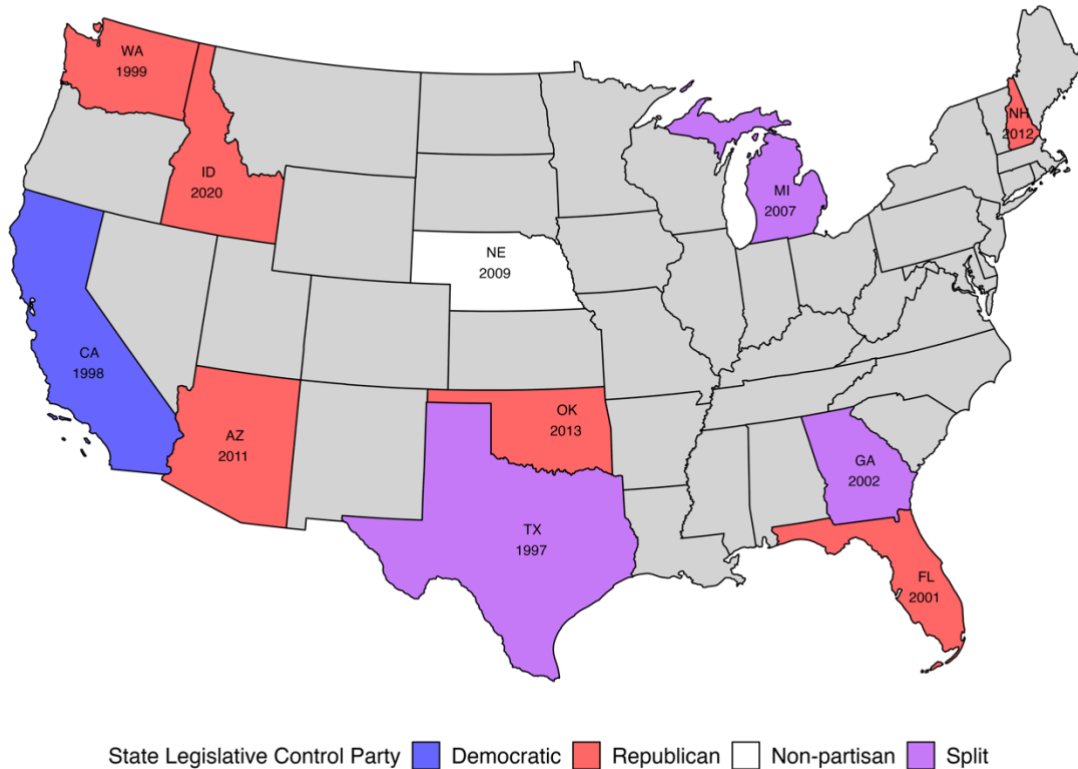 WA
1999
ID
2020
NH
2012
MI
2007
NE
2009
CA
1998
AZ
2011
OK
2013
GA
2002
TX
1997
FL
2001
State Legislative Control Party Democratic Republican Non-partisan Split